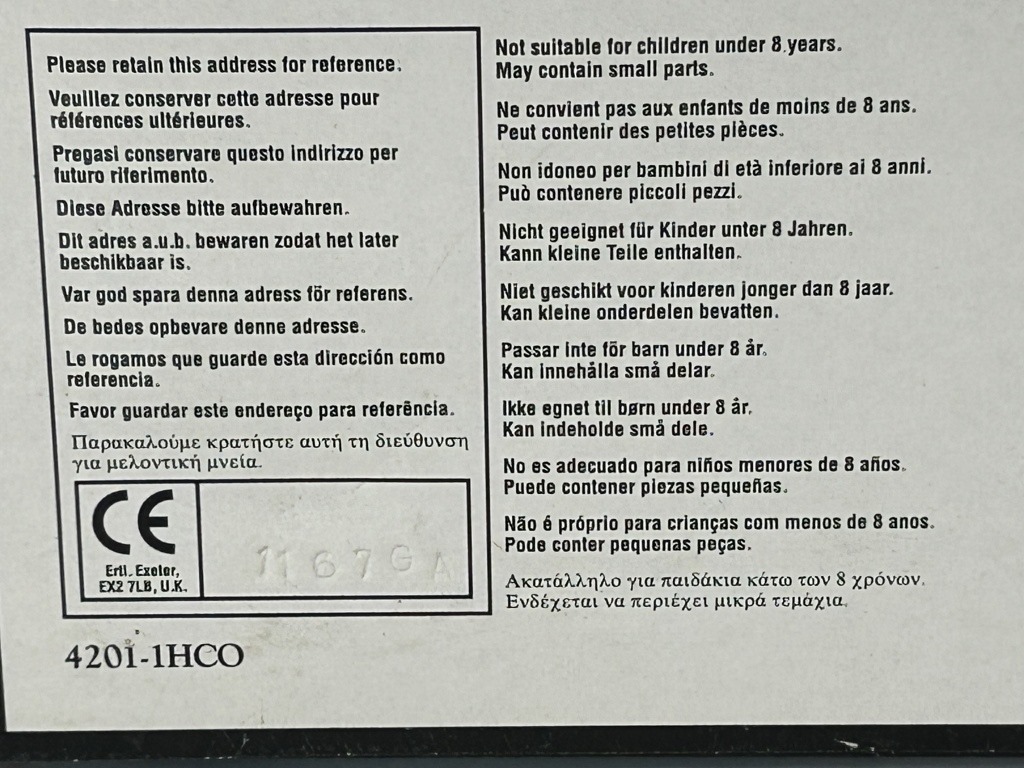 Please retain this address for reference.
Veuillez conserver cette adresse pour
références ultérieures.
Pregasi conservare questo indirizzo per
futuro riferimento.
Diese Adresse bitte aufbewahren.
Dit adres a.u.b. bewaren zodat het later
beschikbaar is.
Var god spara denna adress för referens.
De bedes opbevare denne adresse.
Le rogamos que guarde esta dirección como
referencia.
Favor guardar este endereço para referência.
Παρακαλούμε κρατήστε αυτή τη διεύθυνση
για μελοντική μνεία.
CE
Ertl. Exeter,
EX2 7LB, U.K.
1167GA
4201-1HCO
Not suitable for children under 8 years.
May contain small parts.
Ne convient pas aux enfants de moins de 8 ans.
Peut contenir des petites pièces.
Non idoneo per bambini di età inferiore ai 8 anni.
Può contenere piccoli pezzi.
Nicht geeignet für Kinder unter 8 Jahren.
Kann kleine Teile enthalten.
Niet geschikt voor kinderen jonger dan 8 jaar.
Kan kleine onderdelen bevatten.
Passar inte för barn under 8 år.
Kan innehålla små delar.
Ikke egnet til børn under 8 år.
Kan indeholde små dele.
No es adecuado para niños menores de 8 años.
Puede contener piezas pequeñas.
Não é próprio para crianças com menos de 8 anos.
Pode conter pequenas peças.
Ακατάλληλο για παιδάκια κάτω των 8 χρόνων.
Ενδέχεται να περιέχει μικρά τεμάχια.